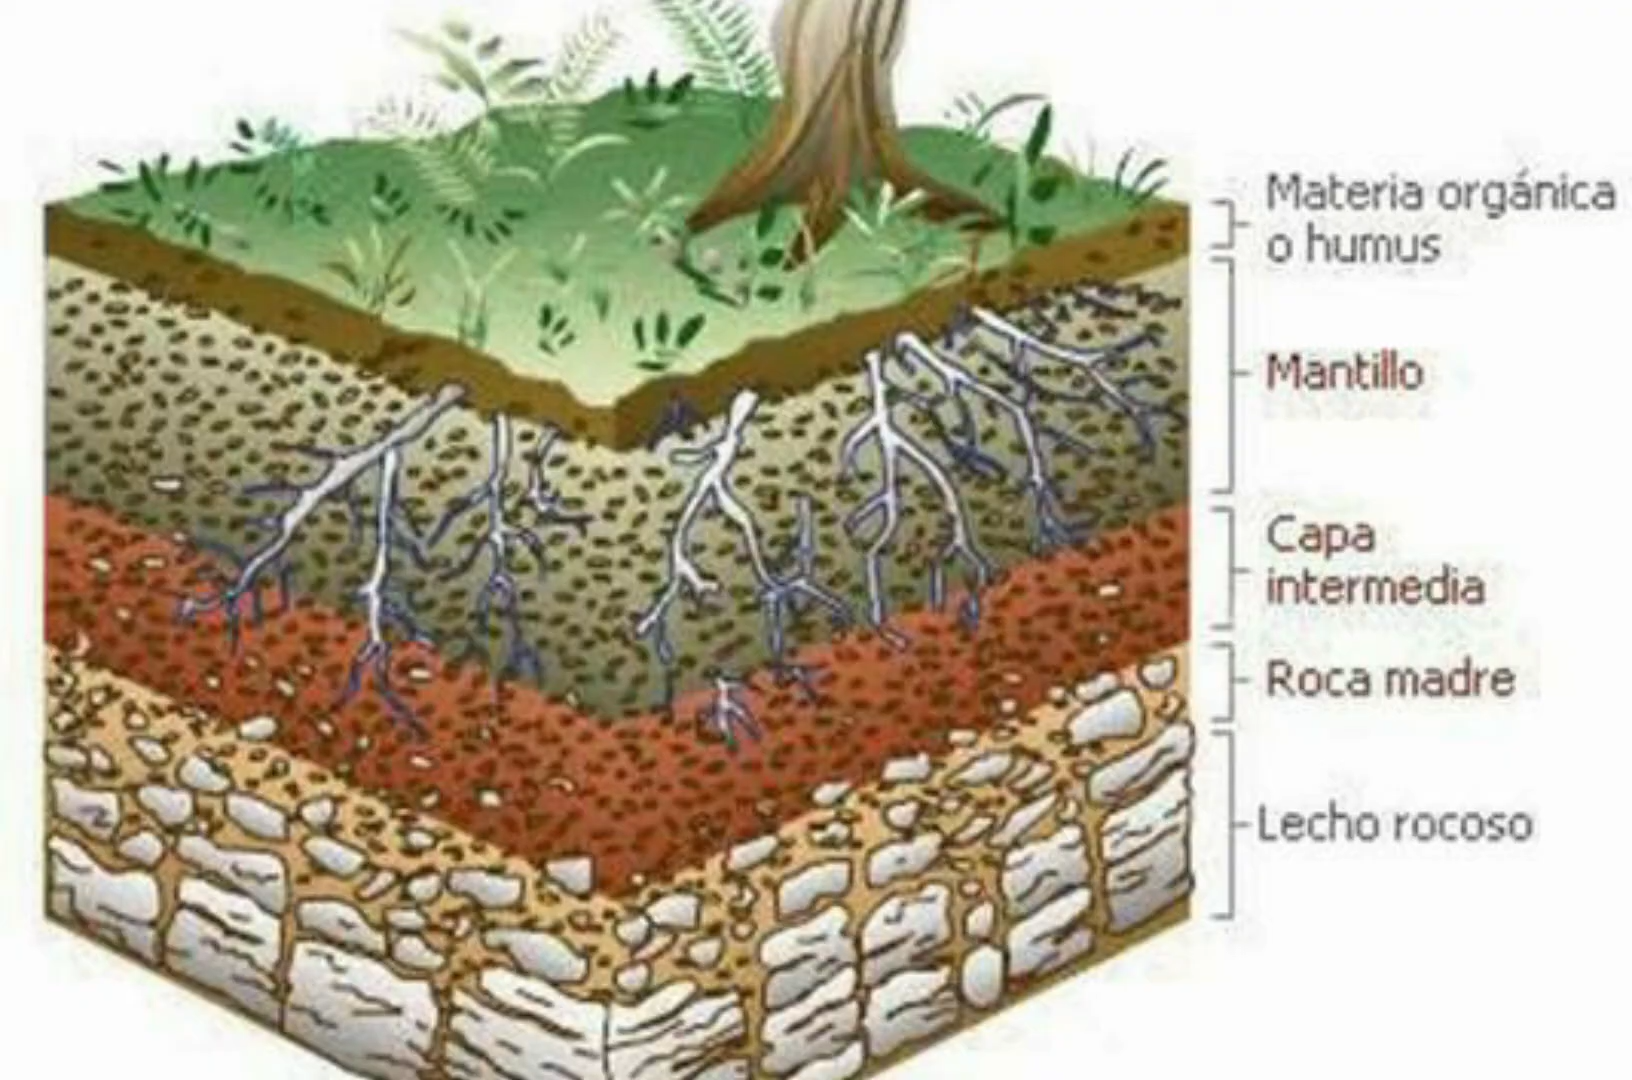 Materia orgánica
o humus
Mantillo
Capa
intermedia
Roca madre
Lecho rocoso